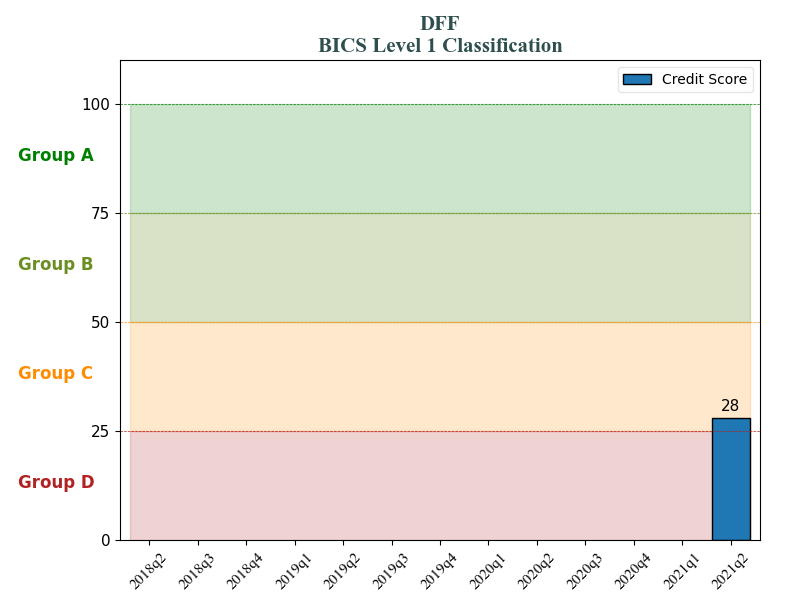 DFF
BICS Level 1 Classification
Credit Score
100
Group A
75
Group B
50
Group C
28
25
Group D
0
2018q2 2018q3 2018q4 2019q1 2019q2 2019q3 2019q4 2020q1 2020q2 2020q3 2020q4 2021q1 2021q2